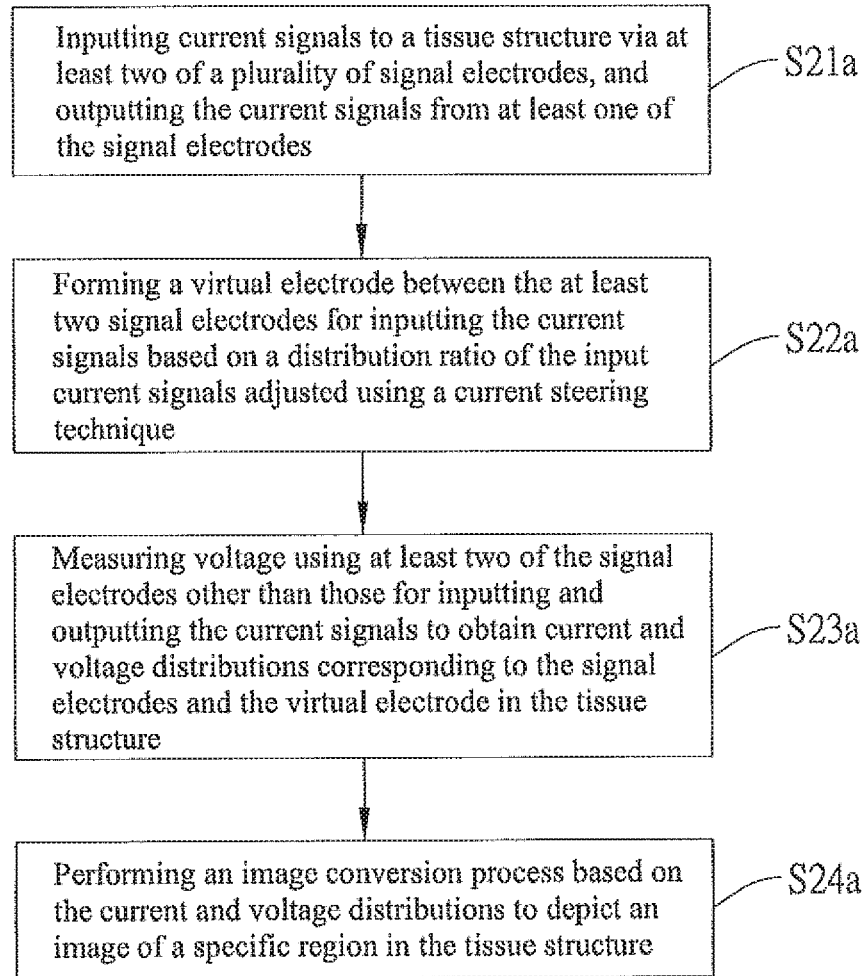 Inputting current signals to a tissue structure via at
least two of a plurality of signal electrodes, and
outputting the current signals from at least one of
the signal electrodes
S21a
Forming a virtual electrode between the at least
two signal electrodes for inputting the current
signals based on a distribution ratio of the input
current signals adjusted using a current steering
technique
S22a
Measuring voltage using at least two of the signal
electrodes other than those for inputting and
outputting the current signals to obtain current and
voltage distributions corresponding to the signal
electrodes and the virtual electrode in the tissue
structure
S23a
Performing an image conversion process based on
the current and voltage distributions to depict an
image of a specific region in the tissue structure
S24a